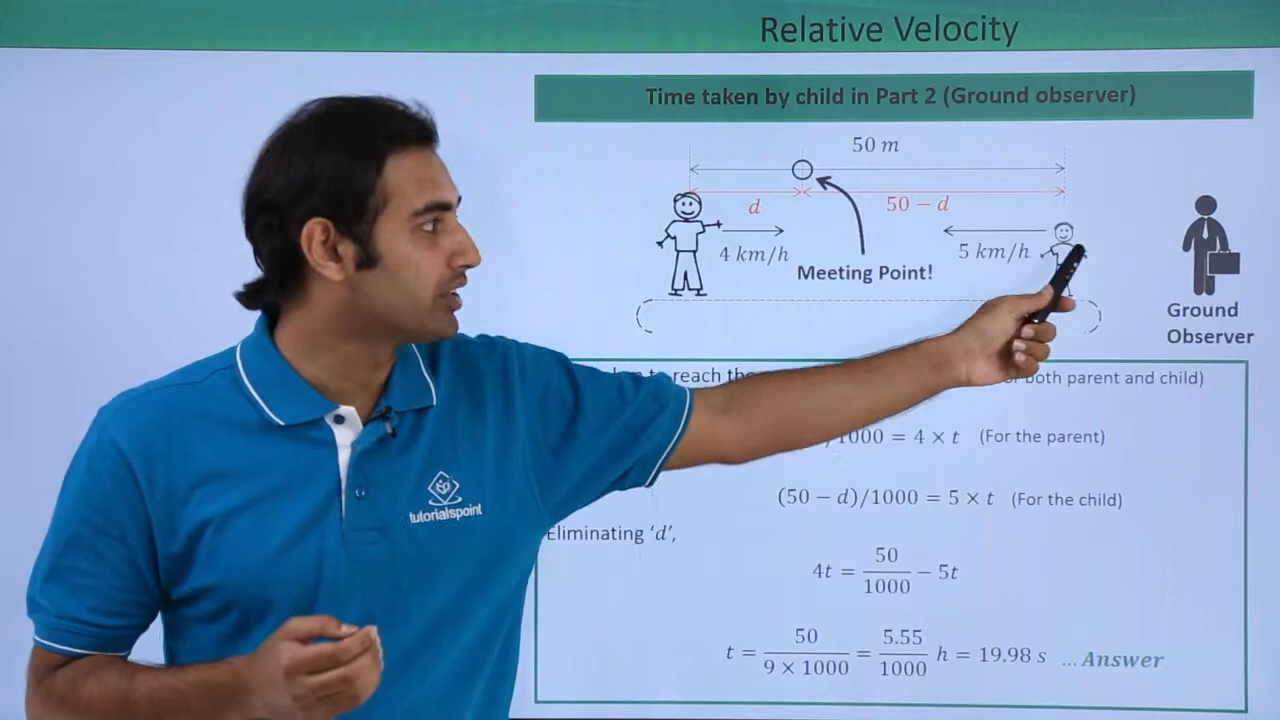 Relative Velocity
Time taken by child in Part 2 (Ground observer)
50 m
d
50 − d
4 km/h
5 km/h
Meeting Point!
Ground
Observer
reach the
both parent and child)
/1000 = 4 × t (For the parent)
(50 − d)/1000 = 5 × t (For the child)
Eliminating ‘d’,
4t = 50/1000 − 5t
t = 50/(9 × 1000) = 5.55/1000 h = 19.98 s ... Answer
tutorialspoint